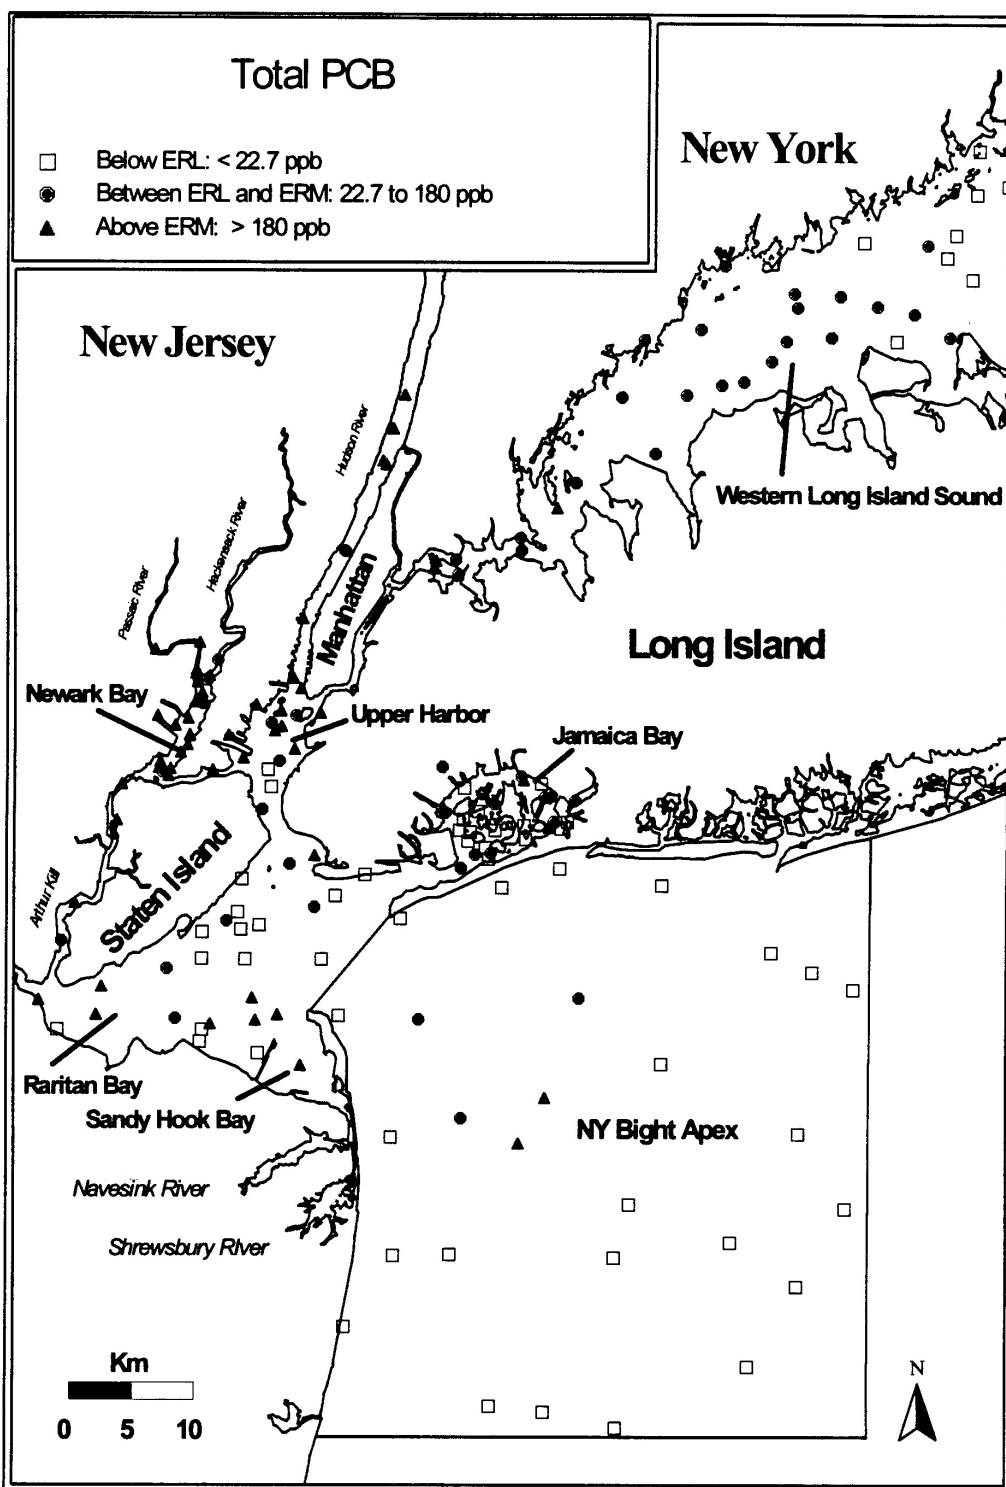 Total PCB
Below ERL: < 22.7 ppb
Between ERL and ERM: 22.7 to 180 ppb
Above ERM: > 180 ppb
New York
New Jersey
Hudson River
Hackensack River
Passaic River
Manhattan
Western Long Island Sound
Long Island
Newark Bay
Upper Harbor
Jamaica Bay
Staten Island
Arthur Kill
Raritan Bay
Sandy Hook Bay
NY Bight Apex
Navesink River
Shrewsbury River
Km
0 5 10
N